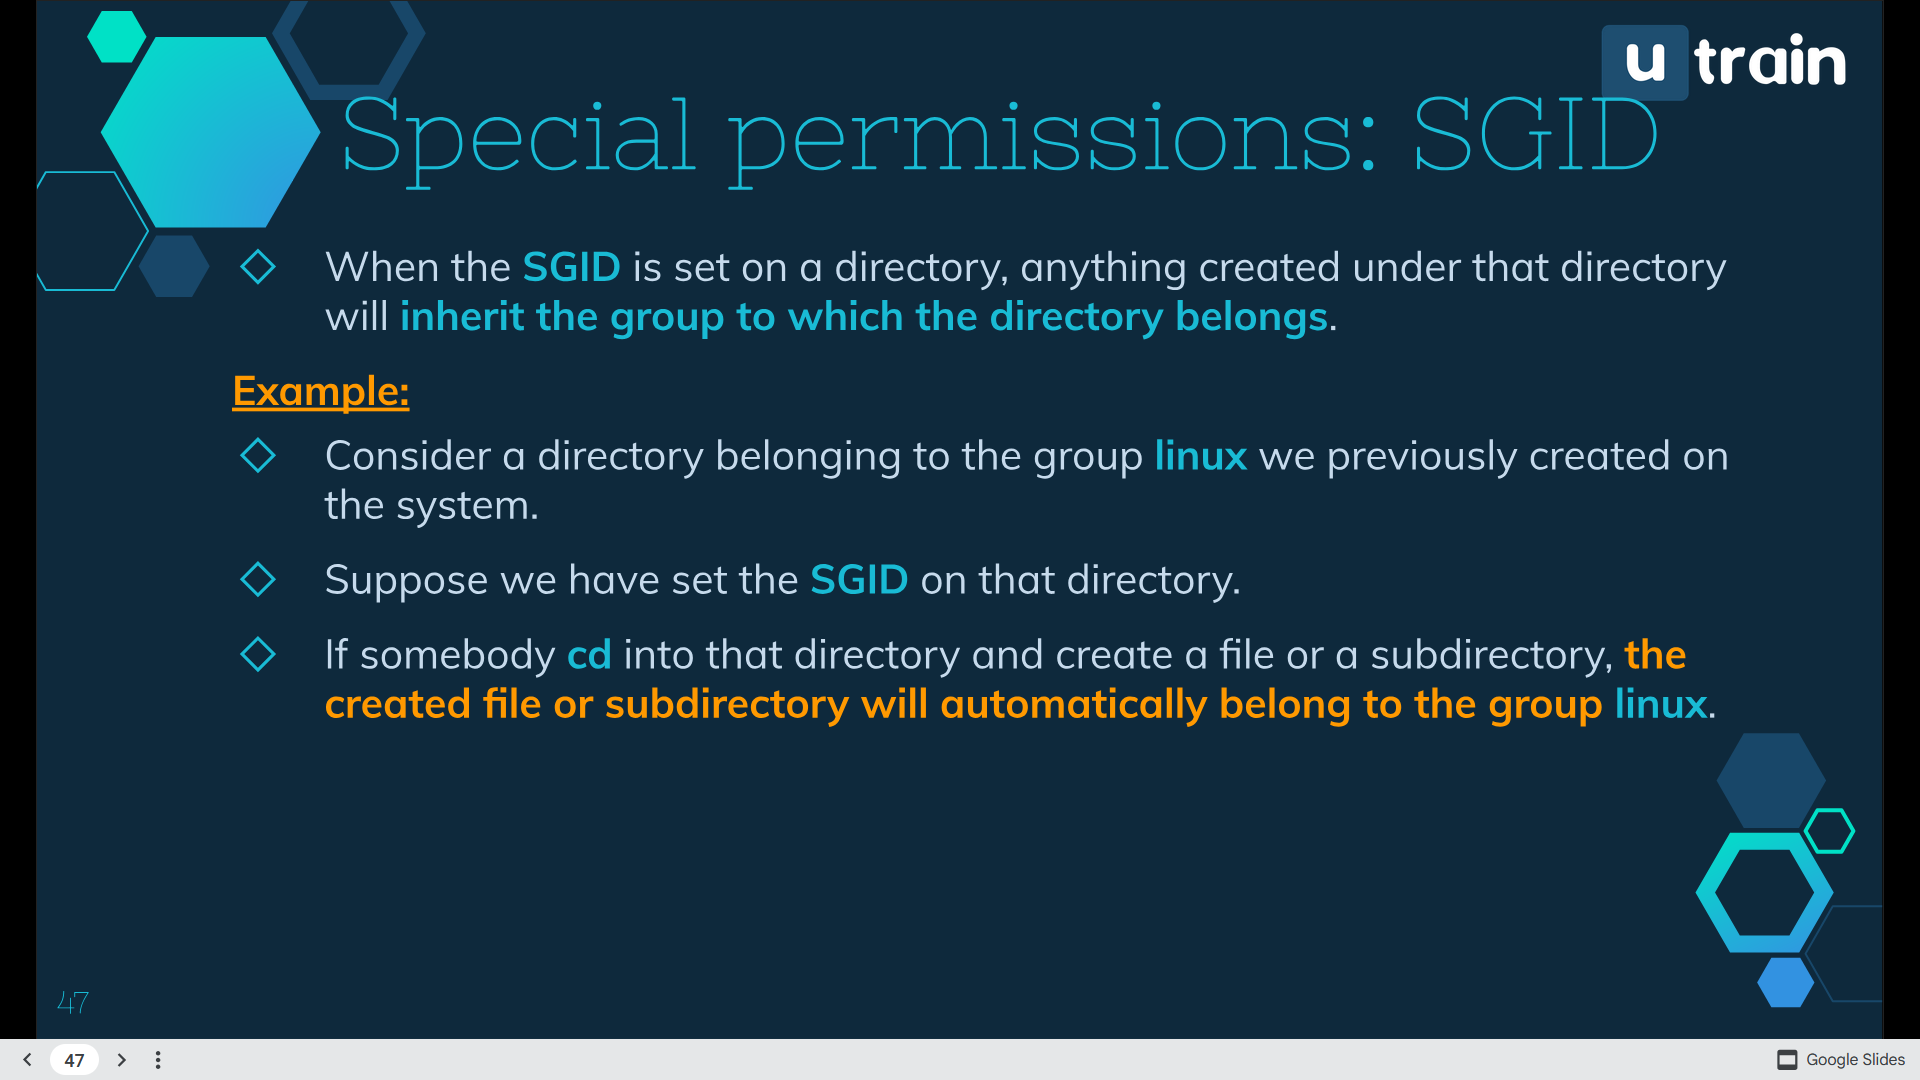 u train
Special permissions: SGID
When the SGID is set on a directory, anything created under that directory
will inherit the group to which the directory belongs.
Example:
Consider a directory belonging to the group linux we previously created on
the system.
Suppose we have set the SGID on that directory.
If somebody cd into that directory and create a file or a subdirectory, the
created file or subdirectory will automatically belong to the group linux.
47
47
Google Slides